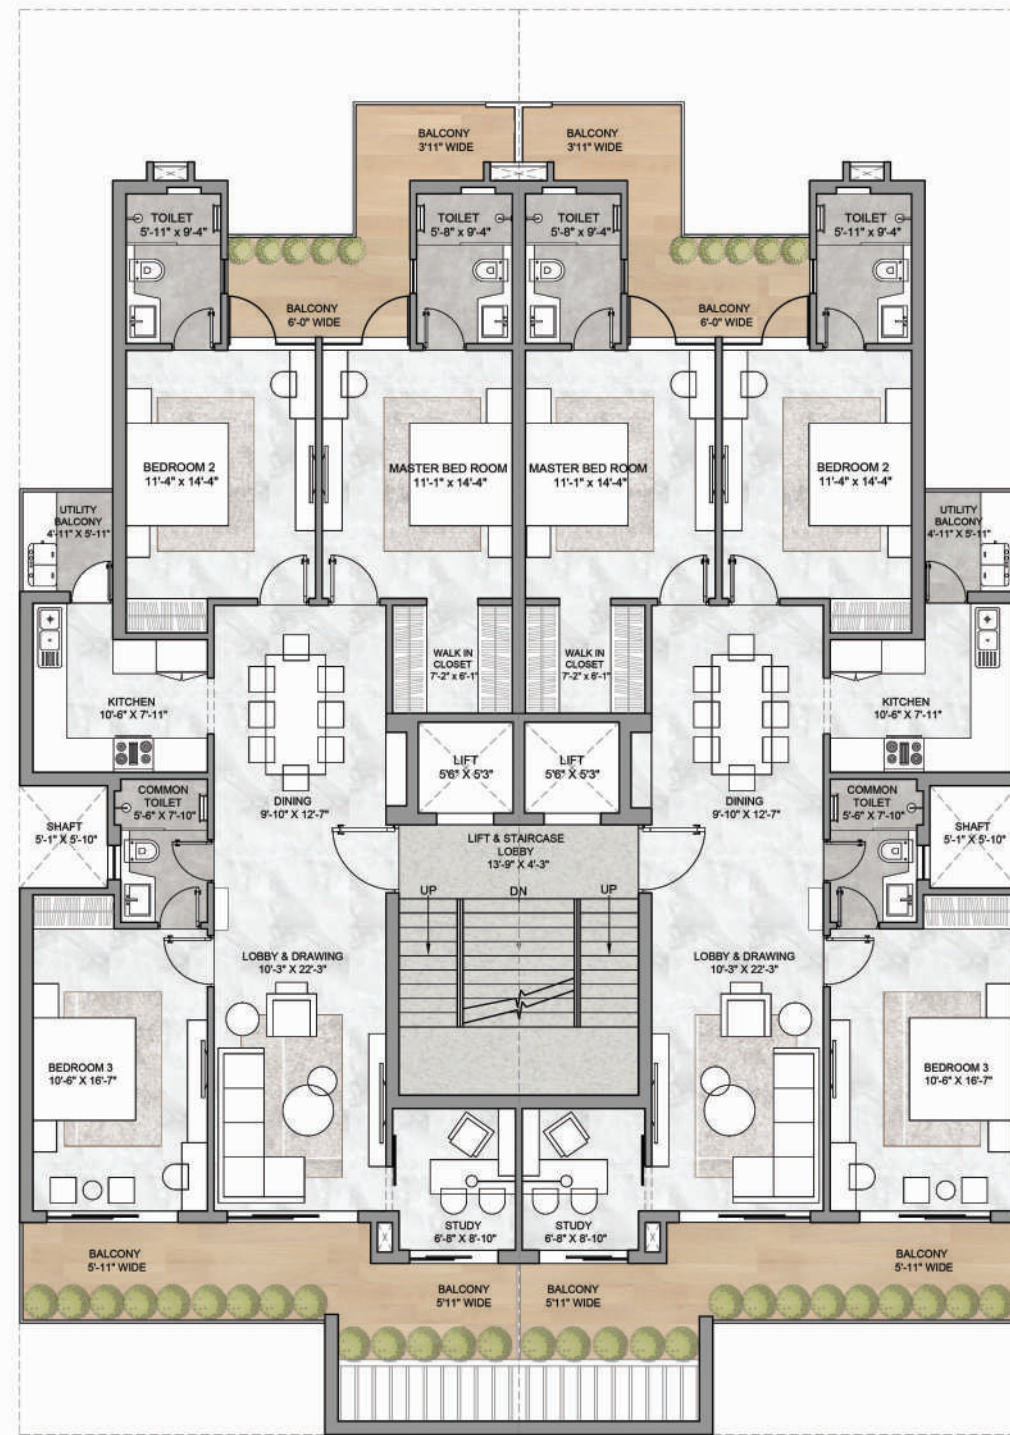 BALCONY
3'11" WIDE
BALCONY
3'11" WIDE
TOILET
5'-11" x 9'-4"
TOILET
5'-8" x 9'-4"
TOILET
5'-8" x 9'-4"
TOILET
5'-11" x 9'-4"
BALCONY
6'-0" WIDE
BALCONY
6'-0" WIDE
BEDROOM 2
11'-4" x 14'-4"
MASTER BED ROOM
11'-1" x 14'-4"
MASTER BED ROOM
11'-1" x 14'-4"
BEDROOM 2
11'-4" x 14'-4"
UTILITY
BALCONY
4'-11" X 5'-11"
UTILITY
BALCONY
4'-11" X 5'-11"
WALK IN
CLOSET
7'-2" x 6'-1"
WALK IN
CLOSET
7'-2" x 6'-1"
KITCHEN
10'-6" X 7'-11"
KITCHEN
10'-6" X 7'-11"
LIFT
5'6" X 5'3"
LIFT
5'6" X 5'3"
DINING
9'-10" X 12'-7"
DINING
9'-10" X 12'-7"
COMMON
TOILET
5'-6" X 7'-10"
COMMON
TOILET
5'-6" X 7'-10"
SHAFT
5'-1" X 5'-10"
SHAFT
5'-1" X 5'-10"
LIFT & STAIRCASE
LOBBY
13'-9" X 4'-3"
UP
DN
UP
LOBBY & DRAWING
10'-3" X 22'-3"
LOBBY & DRAWING
10'-3" X 22'-3"
BEDROOM 3
10'-6" X 16'-7"
BEDROOM 3
10'-6" X 16'-7"
STUDY
6'-8" X 8'-10"
STUDY
6'-8" X 8'-10"
BALCONY
5'-11" WIDE
BALCONY
5'-11" WIDE
BALCONY
5'11" WIDE
BALCONY
5'11" WIDE